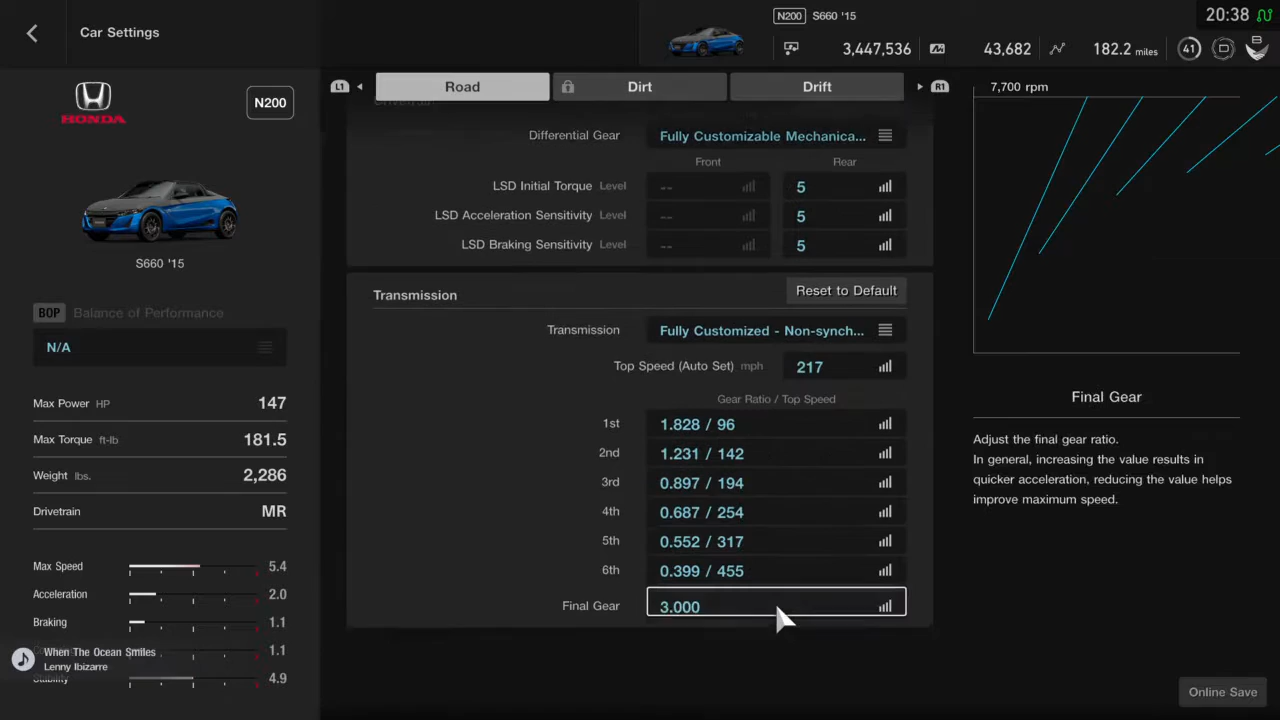 Car Settings
N200 S660 '15
3,447,536
43,682
182.2 miles
41
B
20:38
HONDA
N200
S660 '15
BOP Balance of Performance
N/A
Max Power HP 147
Max Torque ft-lb 181.5
Weight lbs. 2,286
Drivetrain MR
Max Speed 5.4
Acceleration 2.0
Braking 1.1
1.1
Stability 4.9
When The Ocean Smiles
Lenny Ibizarre
L1 Road Dirt Drift R1
Differential Gear Fully Customizable Mechanica...
Front Rear
LSD Initial Torque Level -- 5
LSD Acceleration Sensitivity Level -- 5
LSD Braking Sensitivity Level -- 5
Transmission Reset to Default
Transmission Fully Customized - Non-synch...
Top Speed (Auto Set) mph 217
Gear Ratio / Top Speed
1st 1.828 / 96
2nd 1.231 / 142
3rd 0.897 / 194
4th 0.687 / 254
5th 0.552 / 317
6th 0.399 / 455
Final Gear 3.000
7,700 rpm
Final Gear
Adjust the final gear ratio.
In general, increasing the value results in
quicker acceleration, reducing the value helps
improve maximum speed.
Online Save